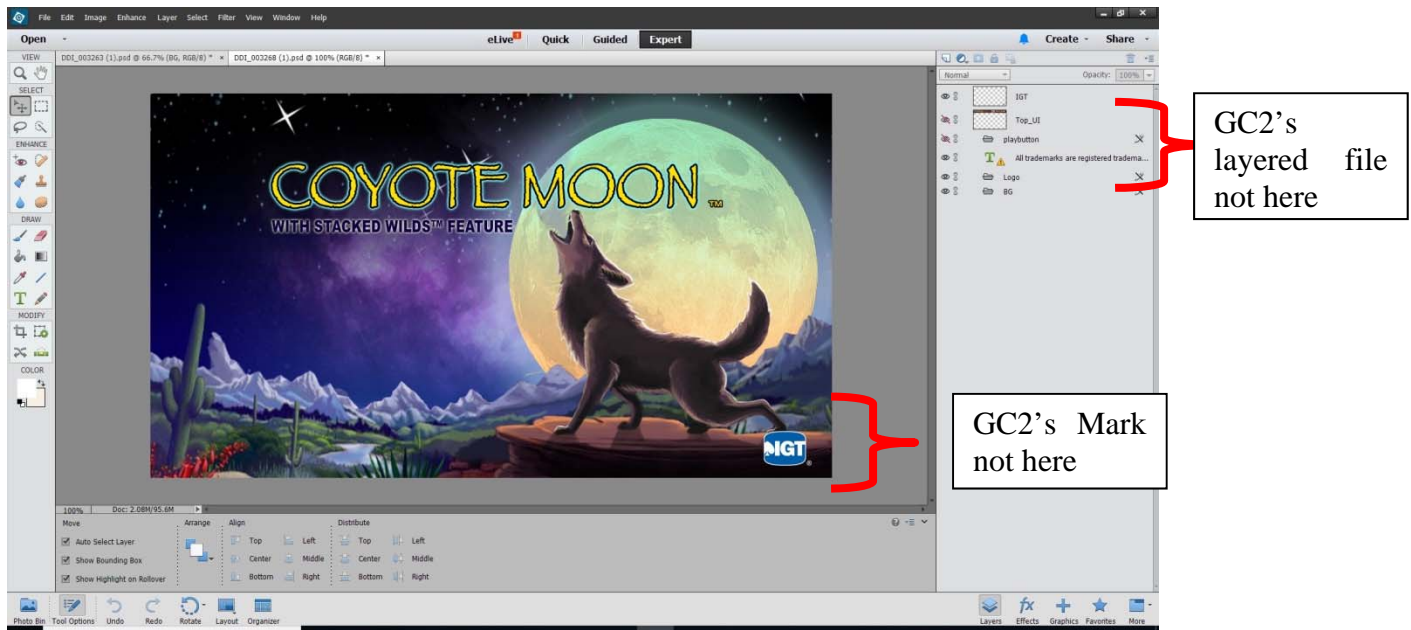 File Edit Image Enhance Layer Select Filter View Window Help
Open eLive Quick Guided Expert Create Share
VIEW DDI_003263 (1).psd @ 66.7% (BG, RGB/8) * × DDI_003268 (1).psd @ 100% (RGB/8) * ×
Normal Opacity: 100%
SELECT
ENHANCE
DRAW
MODIFY
COLOR
IGT
Top_UI
playbutton
All trademarks are registered tradema...
Logo
BG
GC2's
layered file
not here
COYOTE MOON ™
WITH STACKED WILDS™ FEATURE
IGT ®
GC2's Mark
not here
100% Doc: 2.08M/95.6M
Move Arrange Align Distribute
Auto Select Layer Top Left Top Left
Show Bounding Box Center Middle Center Middle
Show Highlight on Rollover Bottom Right Bottom Right
Photo Bin Tool Options Undo Redo Rotate Layout Organizer Layers Effects Graphics Favorites More